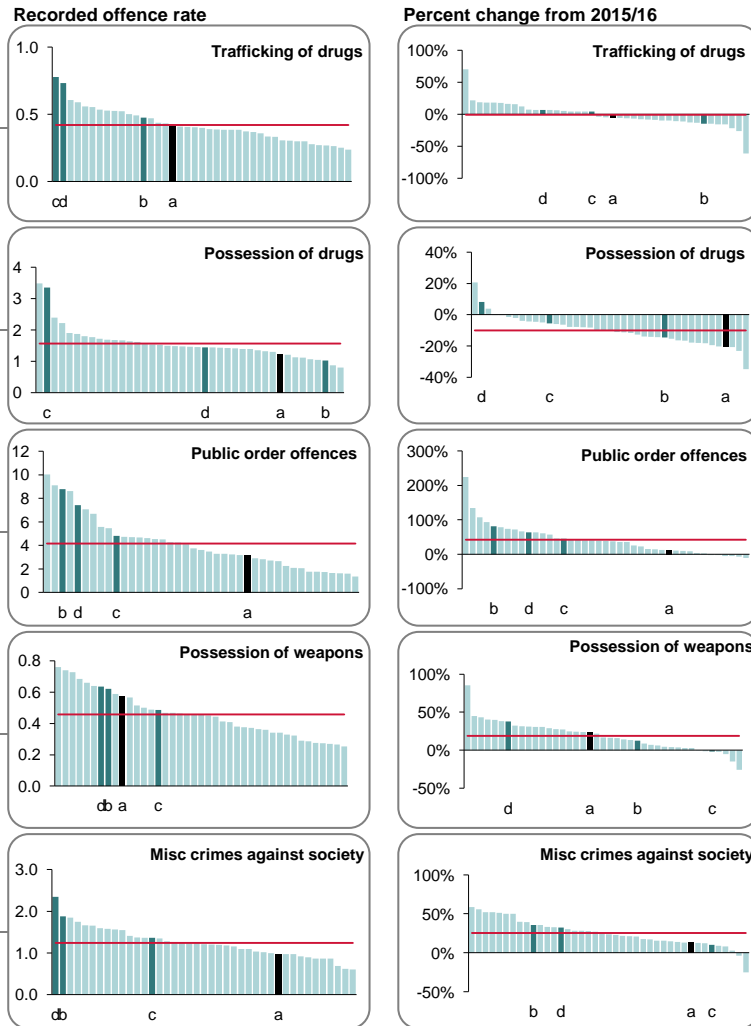 Recorded offence rate
Percent change from 2015/16
Trafficking of drugs
1.0
0.5
0.0
cd b a
Trafficking of drugs
100%
50%
0%
-50%
-100%
d c a b
Possession of drugs
4
3
2
1
0
c d a b
Possession of drugs
40%
20%
0%
-20%
-40%
d c b a
Public order offences
12
10
8
6
4
2
0
b d c a
Public order offences
300%
200%
100%
0%
-100%
b d c a
Possession of weapons
0.8
0.6
0.4
0.2
0.0
db a c
Possession of weapons
100%
50%
0%
-50%
d a b c
Misc crimes against society
3.0
2.0
1.0
0.0
db c a
Misc crimes against society
100%
50%
0%
-50%
b d a c